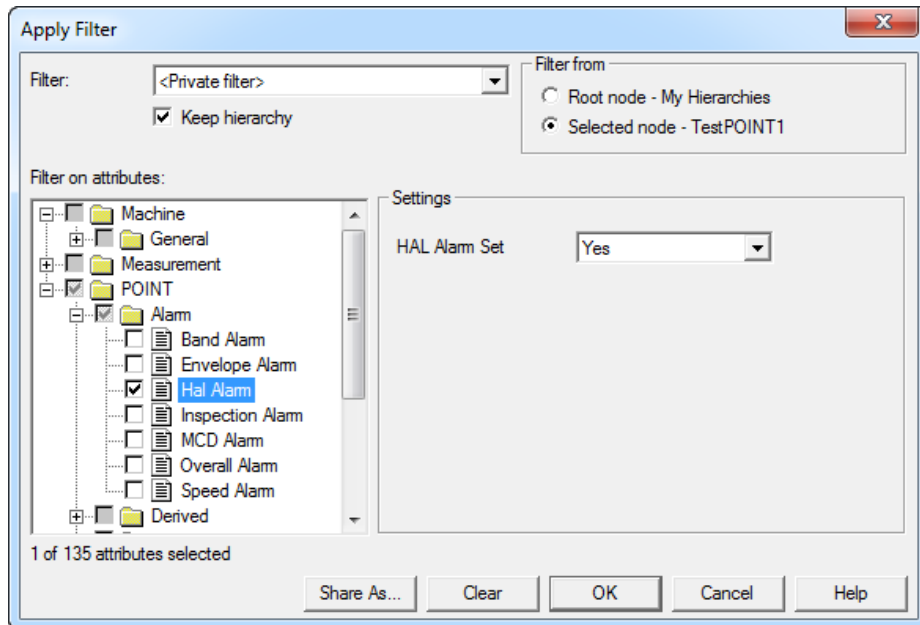 Apply Filter
Filter:
<Private filter>
Keep hierarchy
Filter from
Root node - My Hierarchies
Selected node - TestPOINT1
Filter on attributes:
Machine
General
Measurement
POINT
Alarm
Band Alarm
Envelope Alarm
Hal Alarm
Inspection Alarm
MCD Alarm
Overall Alarm
Speed Alarm
Derived
Settings
HAL Alarm Set
Yes
1 of 135 attributes selected
Share As...
Clear
OK
Cancel
Help